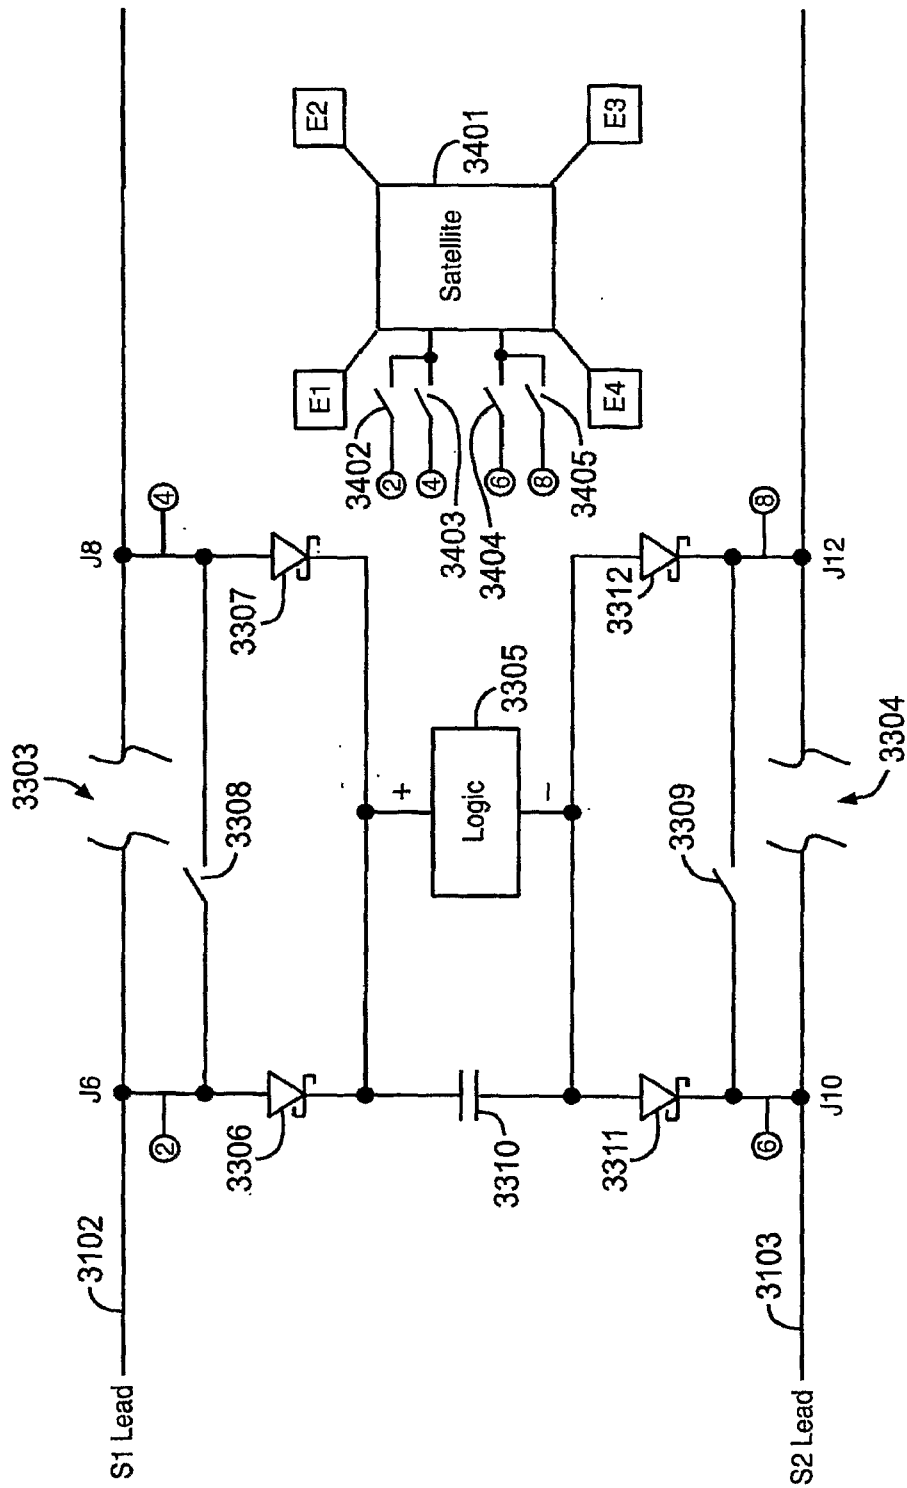 S1 Lead
3102
J6
3303
J8
②
④
3308
3306
3307
E1
E2
3402
②
3403
④
Satellite
3401
3404
⑥
3405
⑧
E4
E3
+
Logic
3305
−
3310
3311
3312
3309
⑥
⑧
3103
S2 Lead
J10
3304
J12